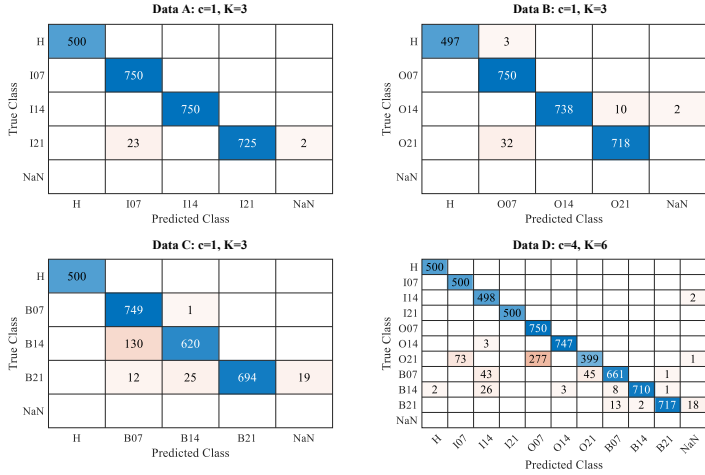 Data A: c=1, K=3
True Class
H 500
I07 750
I14 750
I21 23 725 2
NaN
H I07 I14 I21 NaN
Predicted Class
Data B: c=1, K=3
True Class
H 497 3
O07 750
O14 738 10 2
O21 32 718
NaN
H O07 O14 O21 NaN
Predicted Class
Data C: c=1, K=3
True Class
H 500
B07 749 1
B14 130 620
B21 12 25 694 19
NaN
H B07 B14 B21 NaN
Predicted Class
Data D: c=4, K=6
True Class
H 500
I07 500
I14 498 2
I21 500
O07 750
O14 3 747
O21 73 277 399 1
B07 43 45 661 1
B14 2 26 3 8 710 1
B21 13 2 717 18
NaN
H I07 I14 I21 O07 O14 O21 B07 B14 B21 NaN
Predicted Class